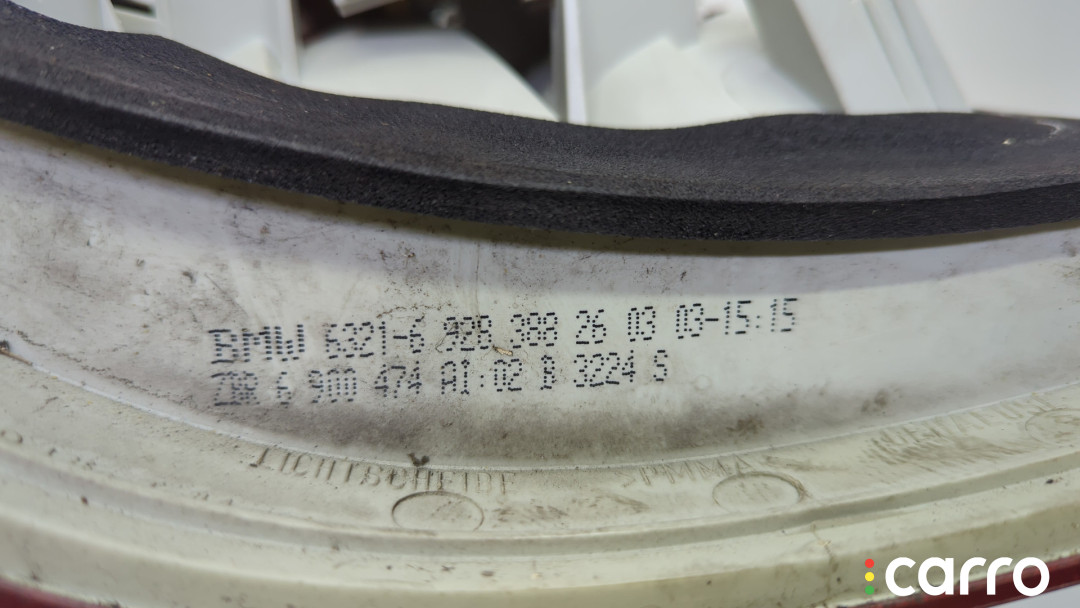 BMW 6321-6 928 388 26 03 03-15:15
ZBR 6 900 474 AI:02 B 3224 S
LICHTSCHEIBE >PMMA<
carro